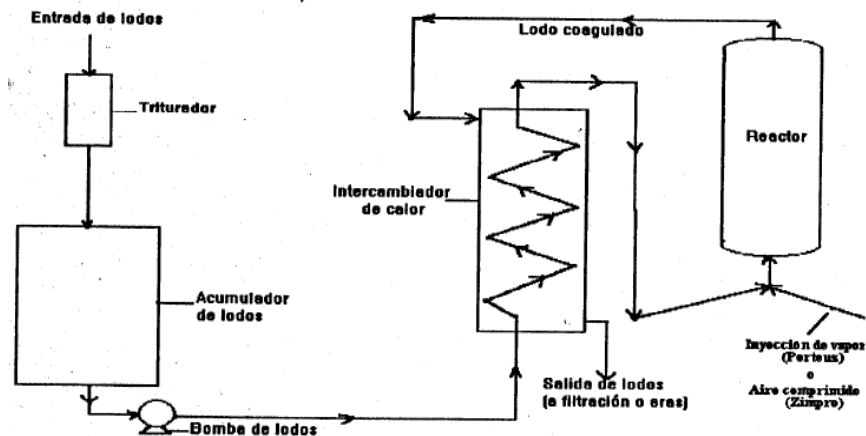 Entrada de lodos
Triturador
Acumulador
de lodos
Bomba de lodos
Lodo coagulado
Intercambiador
de calor
Salida de lodos
(a filtración o eras)
Reactor
Inyeccion de vapor
(Porteus)
o
Aire comprimido
(Zimpro)